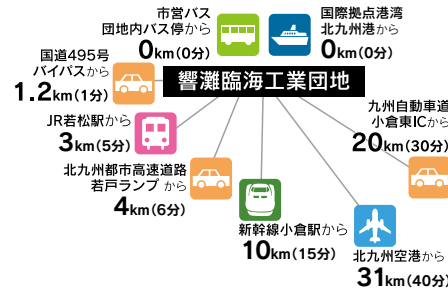 市営バス
団地内バス停から
0km(0分)
国際拠点港湾
北九州港から
0km(0分)
国道495号
バイパスから
1.2km(1分)
響灘臨海工業団地
九州自動車道
小倉東ICから
20km(30分)
JR若松駅から
3km(5分)
北九州都市高速道路
若戸ランプから
4km(6分)
新幹線小倉駅から
10km(15分)
北九州空港から
31km(40分)